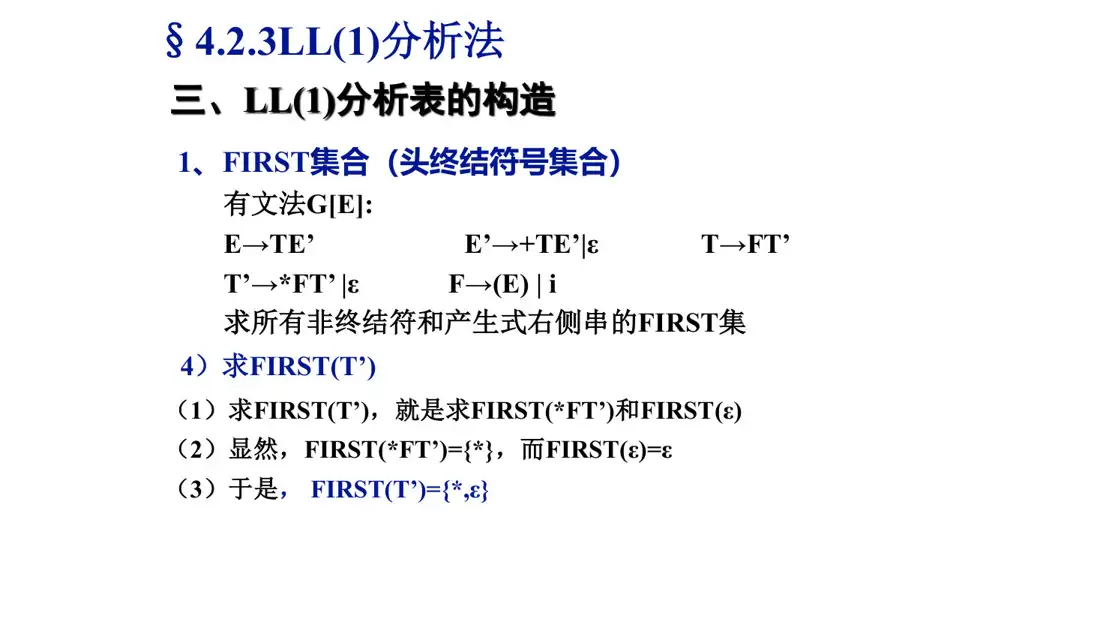 §4.2.3LL(1)分析法
三、LL(1)分析表的构造
1、FIRST集合（头终结符号集合）
有文法G[E]:
E→TE’ E’→+TE’|ε T→FT’
T’→*FT’ |ε F→(E) | i
求所有非终结符和产生式右侧串的FIRST集
4）求FIRST(T’)
（1）求FIRST(T’)，就是求FIRST(*FT’)和FIRST(ε)
（2）显然，FIRST(*FT’)={*}，而FIRST(ε)=ε
（3）于是， FIRST(T’)={*,ε}